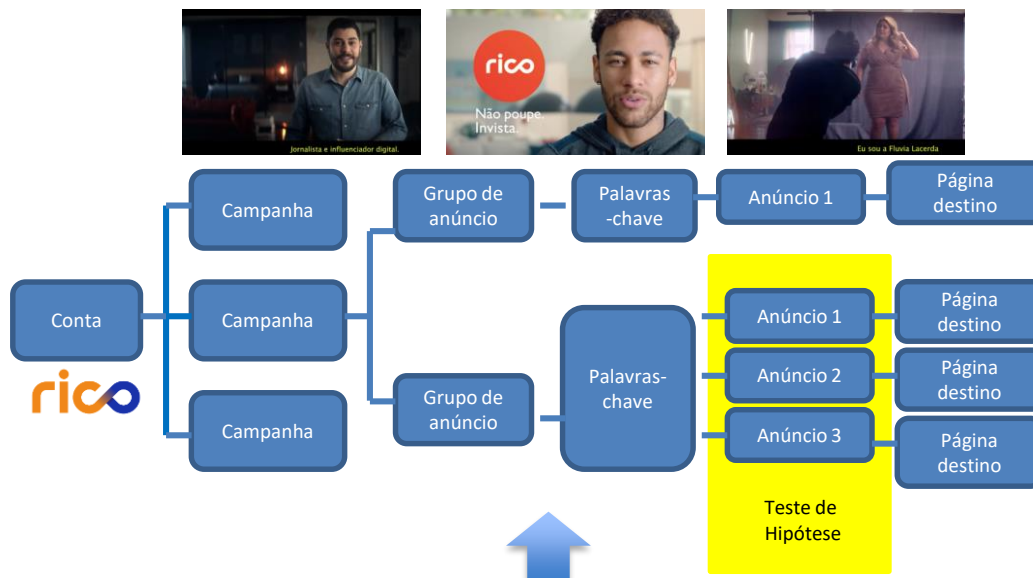 Jornalista e influenciador digital.
rico
Não poupe.
Invista.
Eu sou a Fluvia Lacerda
Campanha
Grupo de
anúncio
Palavras
-chave
Anúncio 1
Página
destino
Conta
rico
Campanha
Campanha
Grupo de
anúncio
Palavras-
chave
Anúncio 1
Anúncio 2
Anúncio 3
Página
destino
Página
destino
Página
destino
Teste de
Hipótese